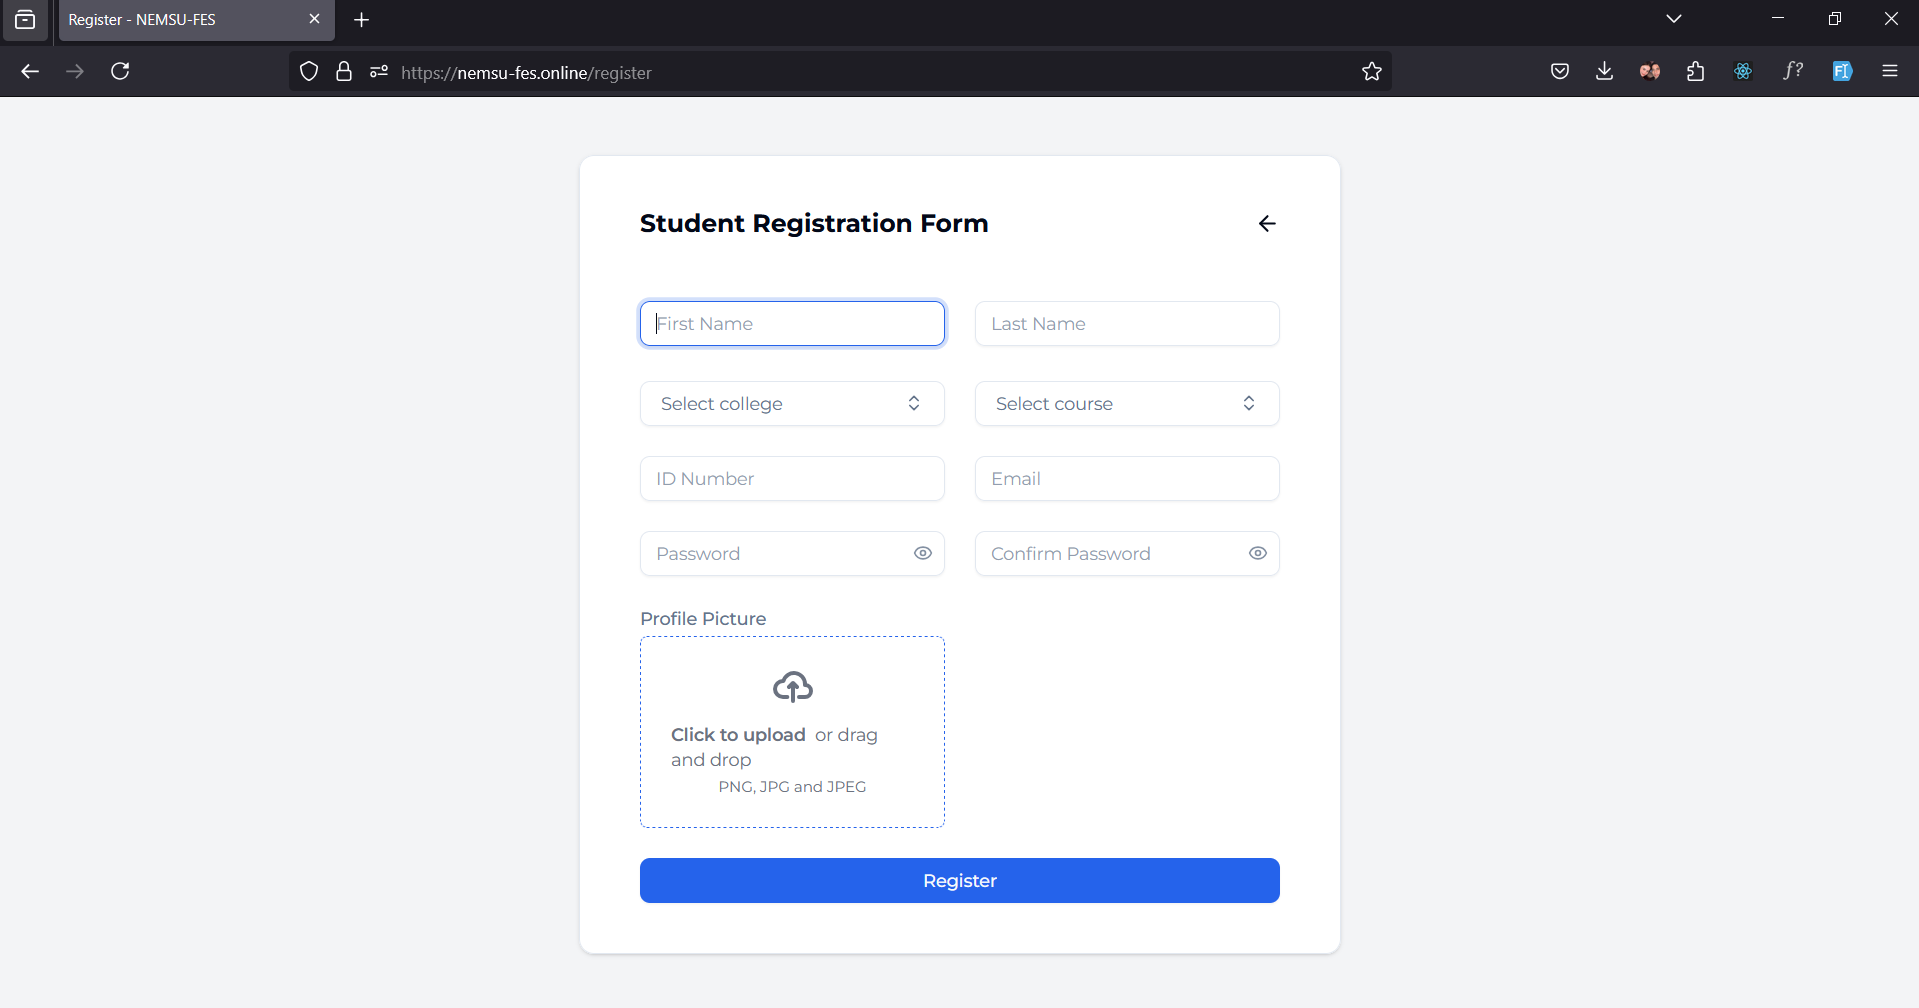 Register - NEMSU-FES
https://nemsu-fes.online/register
f?
FI
Student Registration Form
First Name
Last Name
Select college
Select course
ID Number
Email
Password
Confirm Password
Profile Picture
Click to upload or drag
and drop
PNG, JPG and JPEG
Register